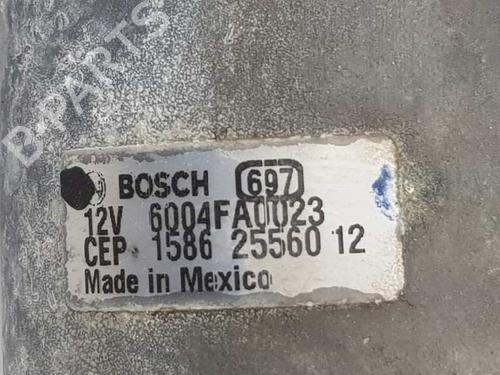 B-PARTS
BOSCH 697
12V 6004FA0023
CEP 1586 25560 12
Made in Mexico